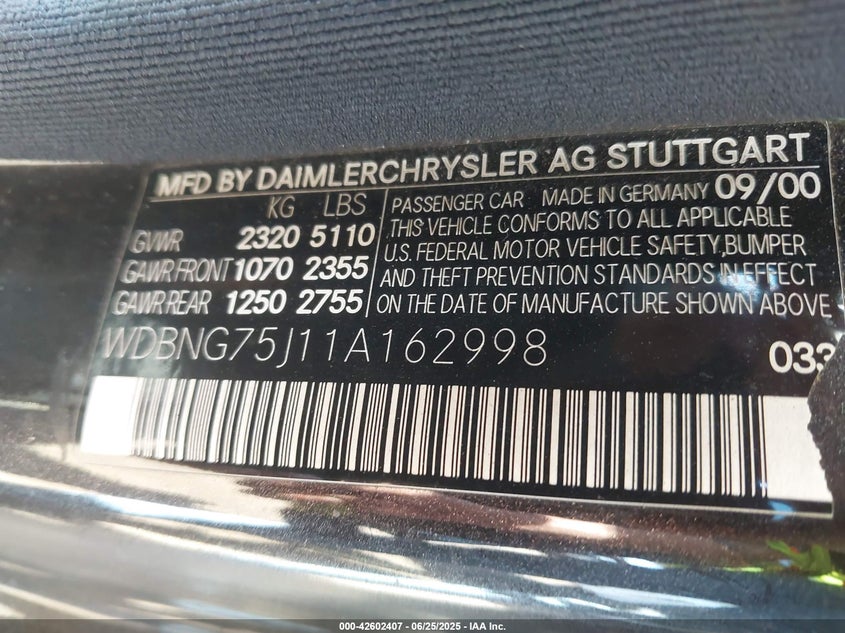 MFD BY DAIMLERCHRYSLER AG STUTTGART
KG LBS
GVWR 2320 5110
GAWR FRONT 1070 2355
GAWR REAR 1250 2755
PASSENGER CAR MADE IN GERMANY 09/00
THIS VEHICLE CONFORMS TO ALL APPLICABLE
U.S. FEDERAL MOTOR VEHICLE SAFETY, BUMPER
AND THEFT PREVENTION STANDARDS IN EFFECT
ON THE DATE OF MANUFACTURE SHOWN ABOVE
WDBNG75J11A162998
033
000-42602407 - 06/25/2025 - IAA Inc.